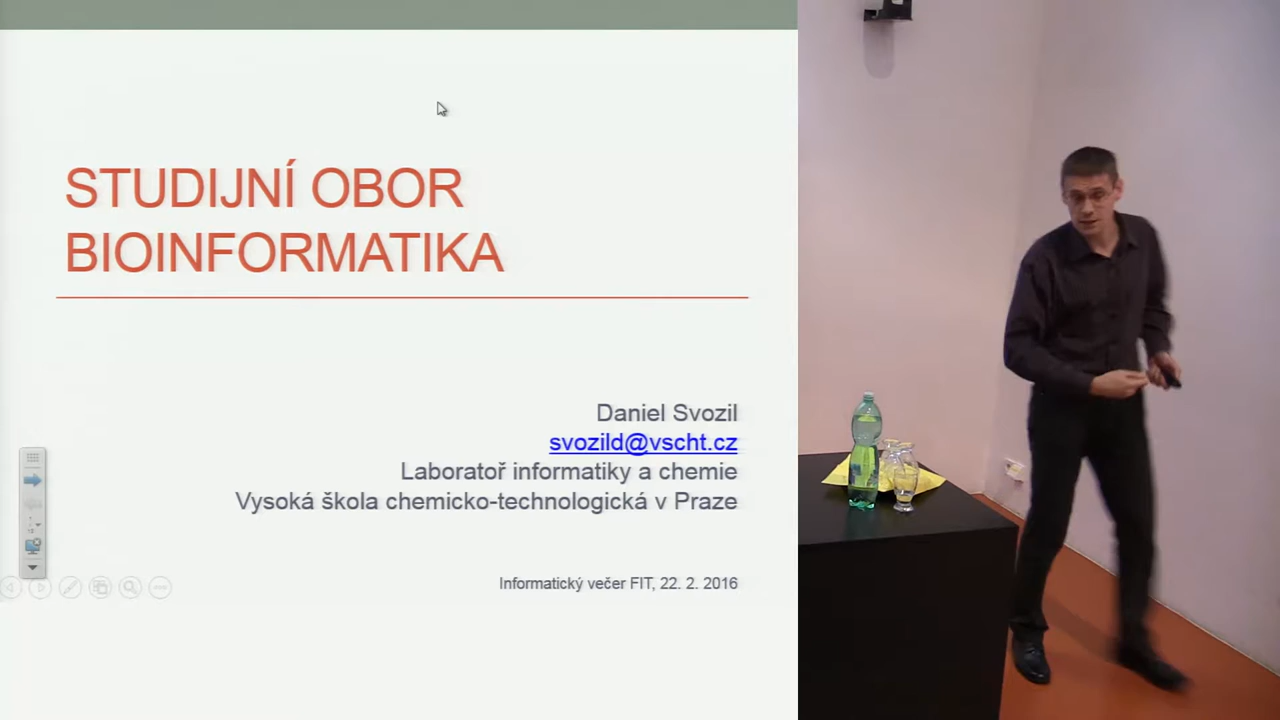 STUDIJNÍ OBOR
BIOINFORMATIKA
Daniel Svozil
svozild@vscht.cz
Laboratoř informatiky a chemie
Vysoká škola chemicko-technologická v Praze
Informatický večer FIT, 22. 2. 2016